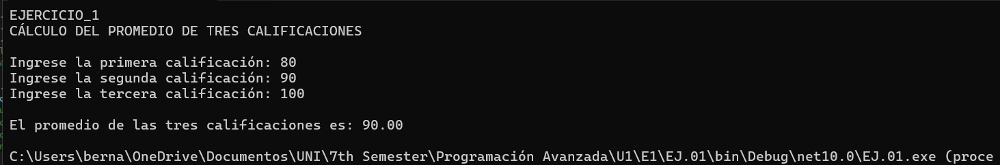 EJERCICIO_1
CÁLCULO DEL PROMEDIO DE TRES CALIFICACIONES
Ingrese la primera calificación: 80
Ingrese la segunda calificación: 90
Ingrese la tercera calificación: 100
El promedio de las tres calificaciones es: 90.00
C:\Users\berna\OneDrive\Documentos\UNI\7th Semester\Programación Avanzada\U1\E1\EJ.01\bin\Debug\net10.0\EJ.01.exe (proce